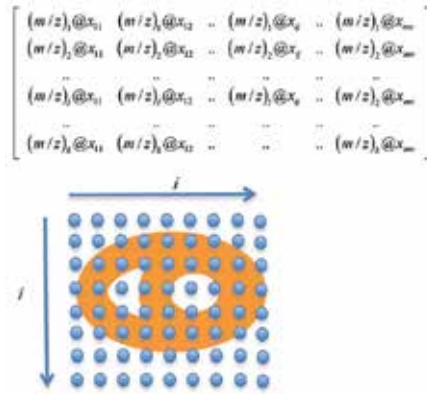 (m/z)₁@x₁₁ (m/z)₁@x₁₂ .. (m/z)₁@xᵢⱼ .. (m/z)₁@xₘₙ
(m/z)₂@x₁₁ (m/z)₂@x₁₂ .. (m/z)₂@xᵢⱼ .. (m/z)₂@xₘₙ
.. .. .. .. ..
(m/z)@x₁₁ (m/z)@x₁₂ .. (m/z)@xᵢⱼ .. (m/z)@xₘₙ
.. .. .. .. ..
(m/z)@x₁₁ (m/z)@x₁₂ .. .. .. (m/z)@xₘₙ
i